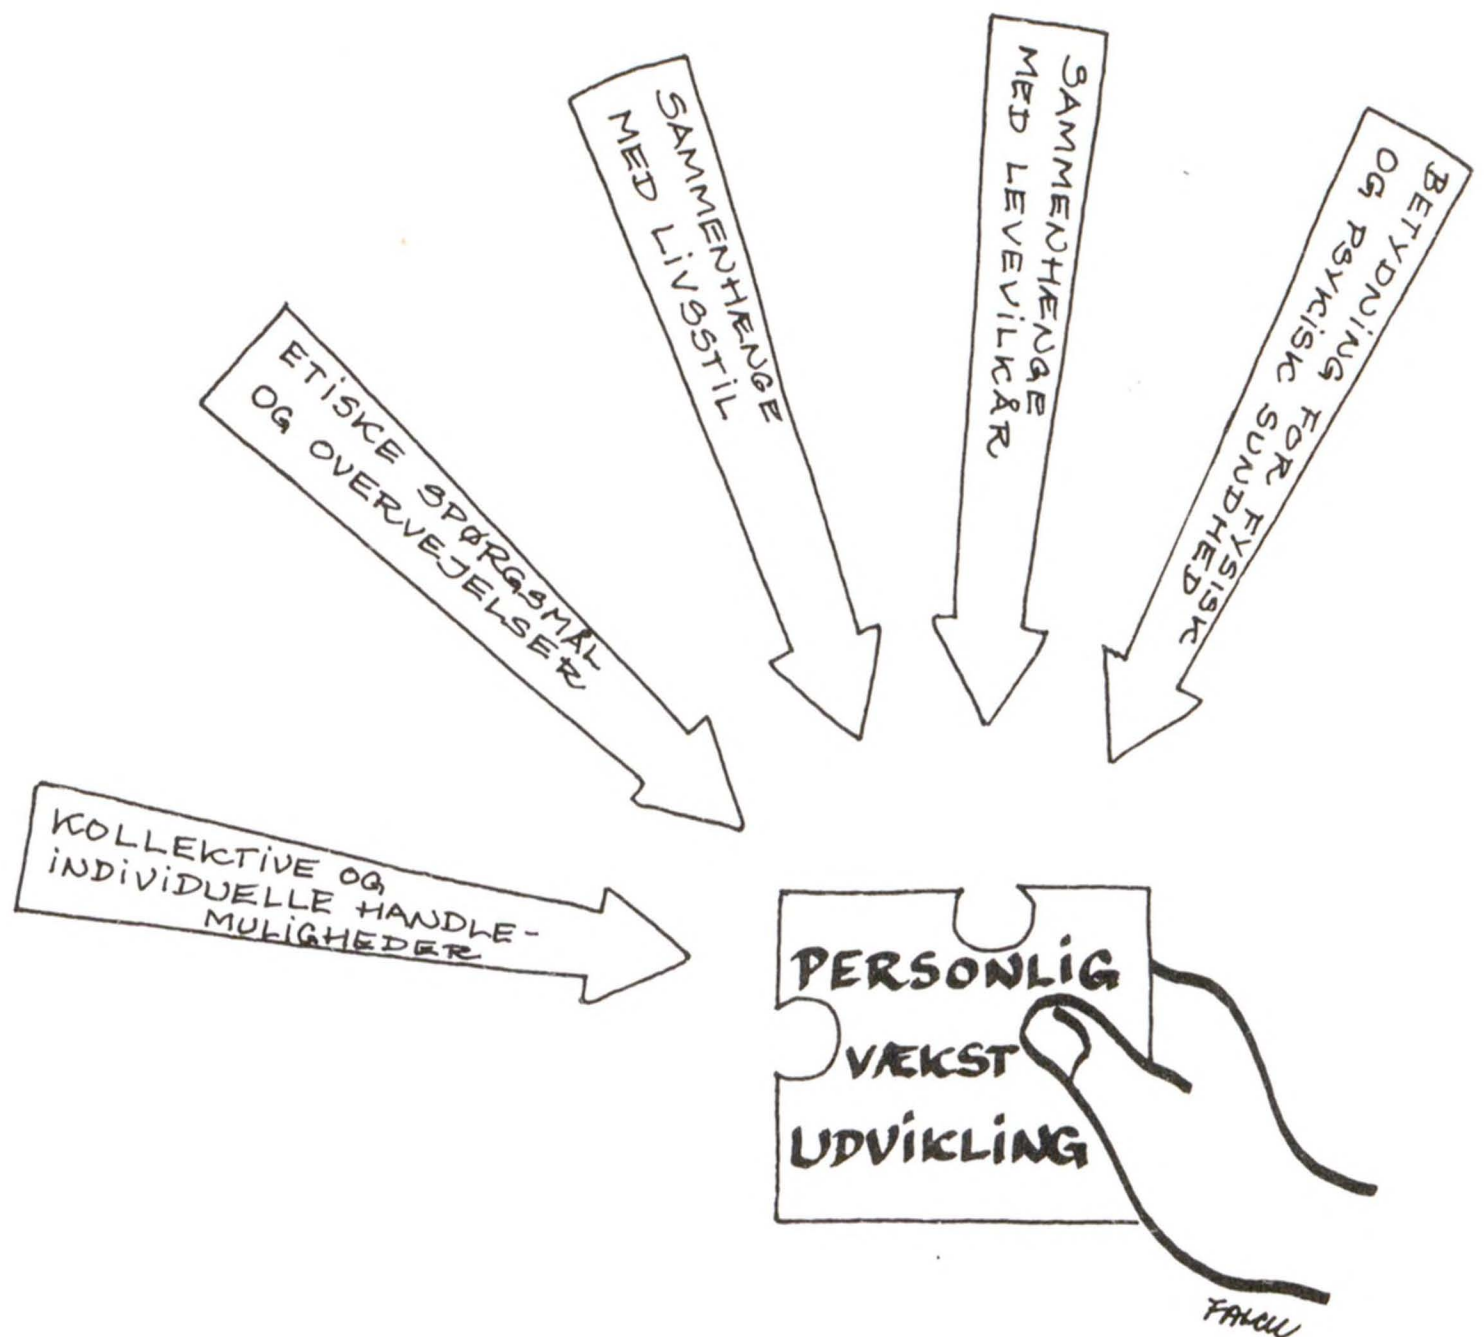 KOLLEKTIVE OG
INDIVIDUELLE HANDLE-
MULIGHEDER
ETISKE SPØRGSMÅL
OG OVERVEJELSER
SAMMENHÆNGE
MED LIVSSTIL
SAMMENHÆNGE
MED LEVEVILKÅR
BETYDNING FOR FYSISK
OG PSYKISK SUNDHED
PERSONLIG
VÆKST
UDVIKLING